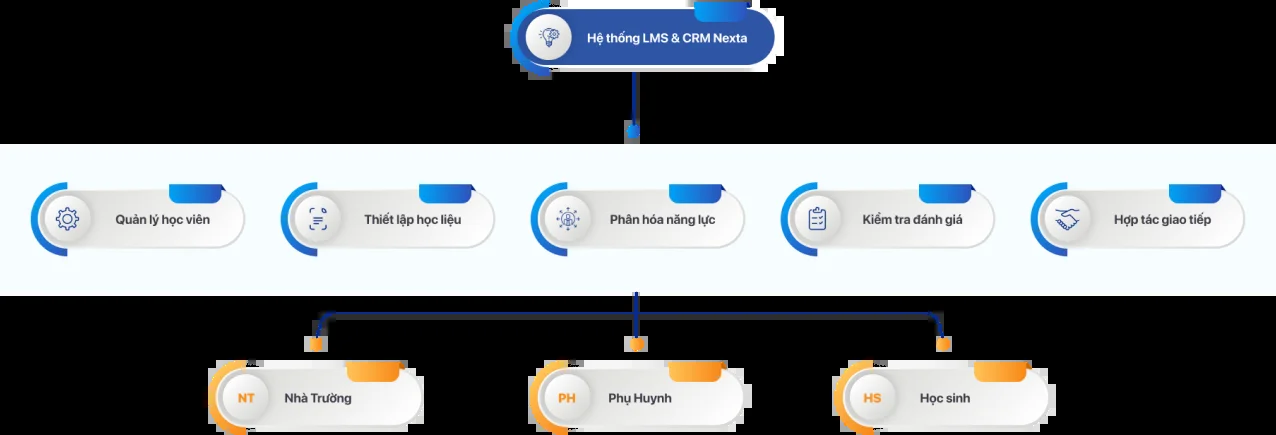 Hệ thống LMS & CRM Nexta
Quản lý học viên
Thiết lập học liệu
Phân hóa năng lực
Kiểm tra đánh giá
Hợp tác giao tiếp
NT
Nhà Trường
PH
Phụ Huynh
HS
Học sinh